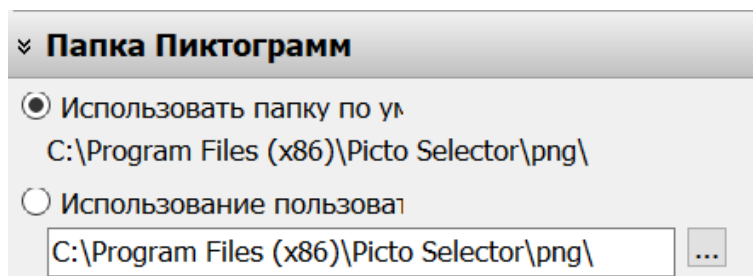 Папка Пиктограмм
Использовать папку по ум
C:\Program Files (x86)\Picto Selector\png\
Использование пользоват
C:\Program Files (x86)\Picto Selector\png\ ...